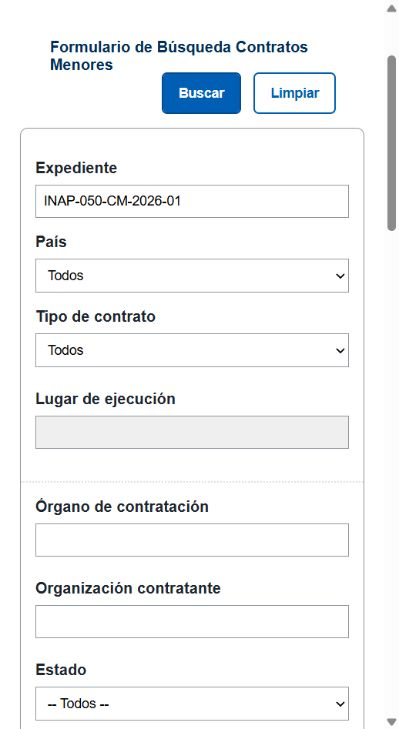 Formulario de Búsqueda Contratos
Menores
Buscar
Limpiar
Expediente
INAP-050-CM-2026-01
País
Todos
Tipo de contrato
Todos
Lugar de ejecución
Órgano de contratación
Organización contratante
Estado
-- Todos --